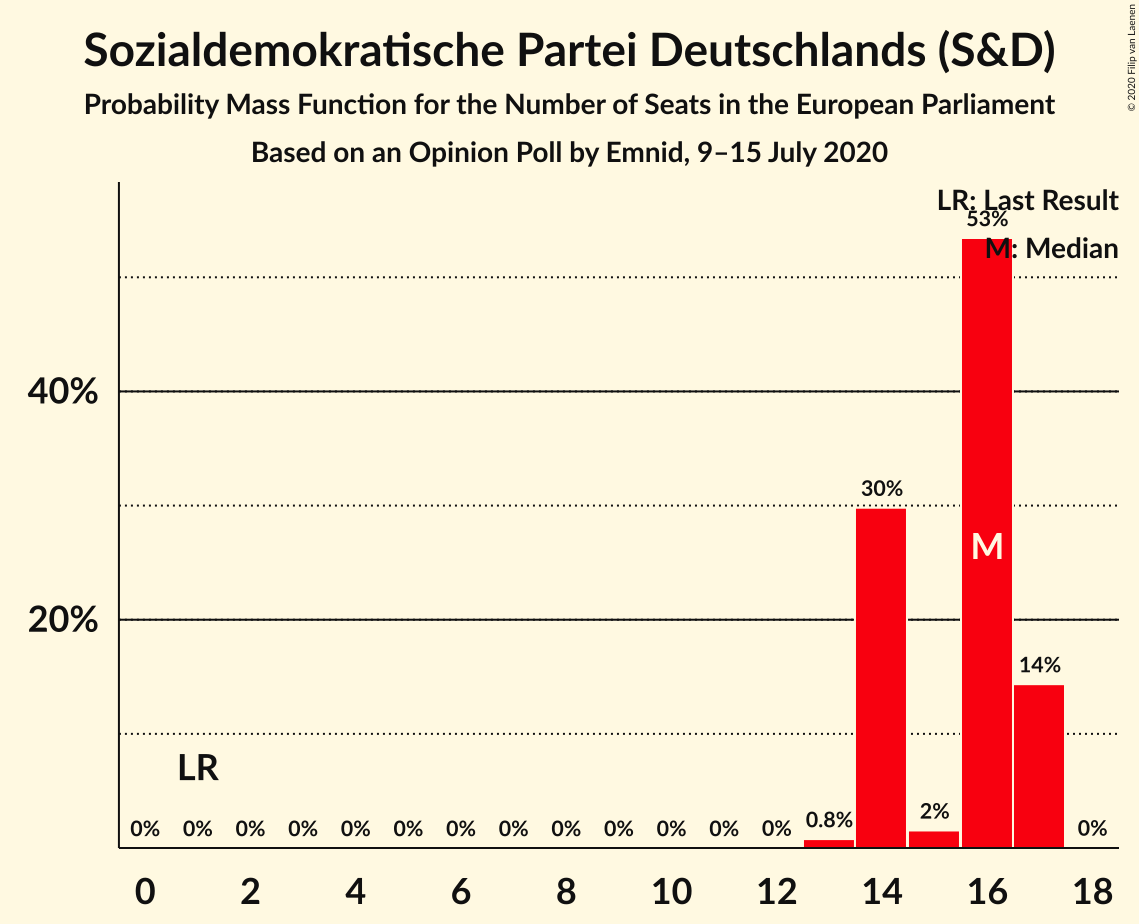 Sozialdemokratische Partei Deutschlands (S&D)
Probability Mass Function for the Number of Seats in the European Parliament
Based on an Opinion Poll by Emnid, 9–15 July 2020
© 2020 Filip van Laenen
LR: Last Result
53%
M: Median
40%
30%
M
20%
14%
LR
0% 0% 0% 0% 0% 0% 0% 0% 0% 0% 0% 0% 0% 0.8% 2% 0%
0 2 4 6 8 10 12 14 16 18